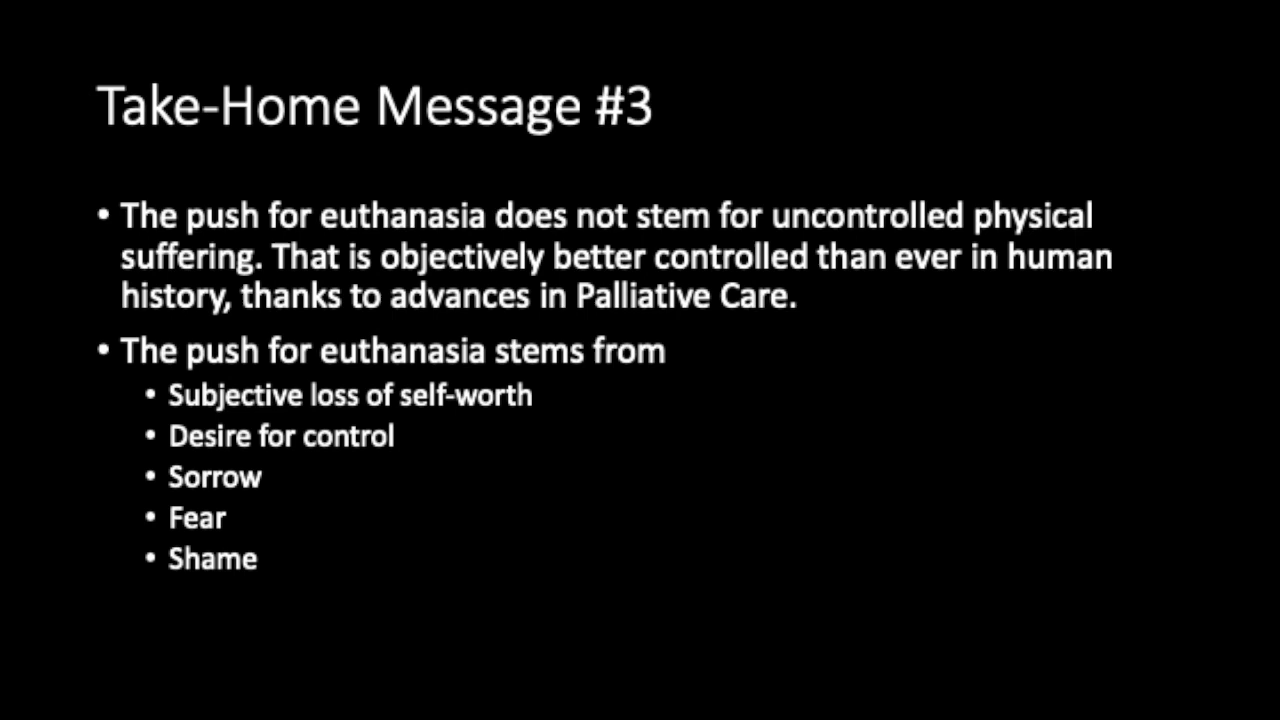 Take-Home Message #3
• The push for euthanasia does not stem for uncontrolled physical
suffering. That is objectively better controlled than ever in human
history, thanks to advances in Palliative Care.
• The push for euthanasia stems from
• Subjective loss of self-worth
• Desire for control
• Sorrow
• Fear
• Shame